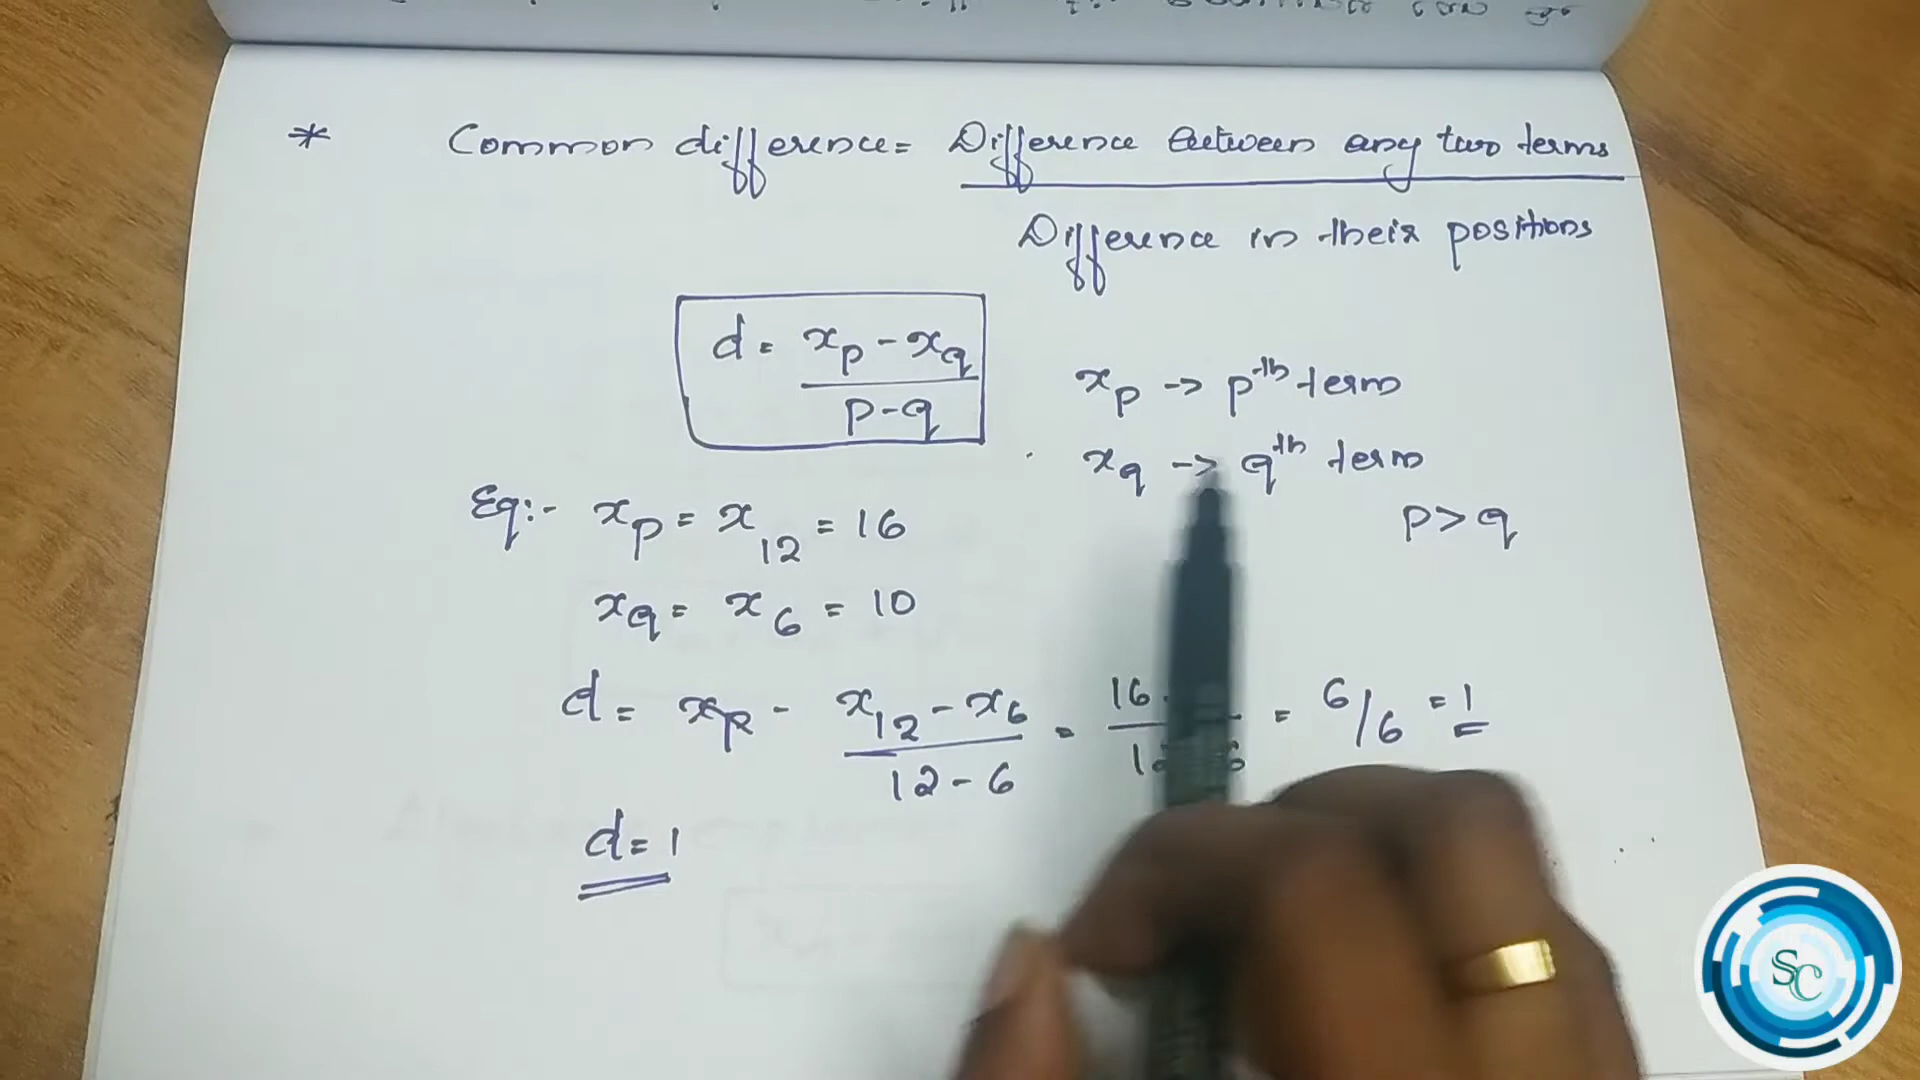 * Common difference = Difference between any two terms
Difference in their positions
d = xp - xq
p - q
xp -> pth term
xq -> qth term
p > q
Eg:- xp = x12 = 16
xq = x6 = 10
d = xp - x12 - x6 = 16 = 6/6 = 1
12 - 6
d = 1
SC